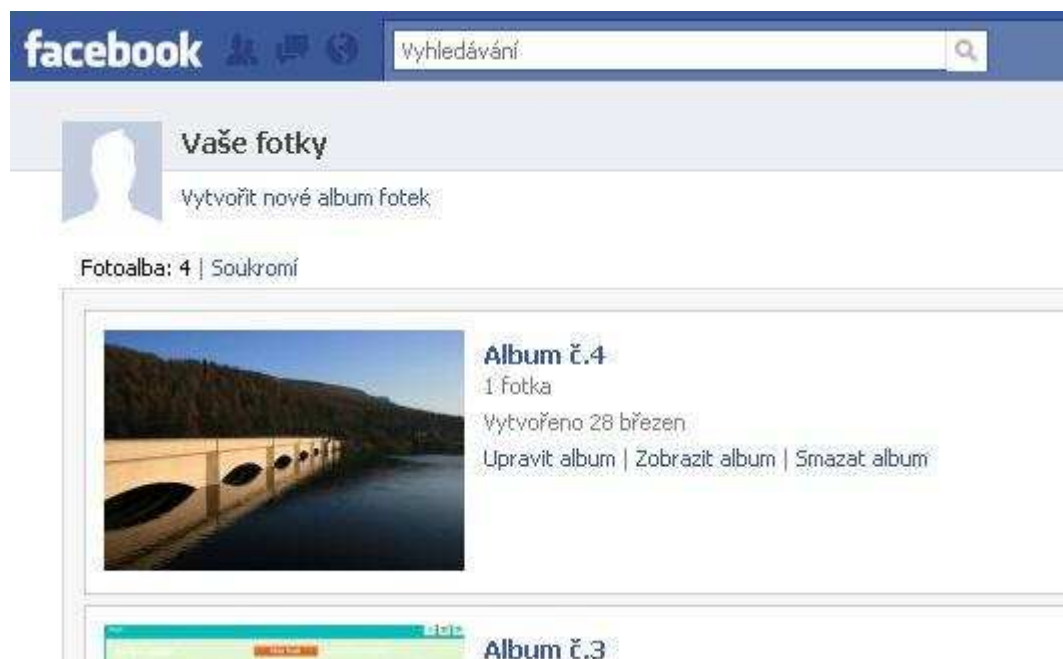 facebook Vyhledávání
Vaše fotky
Vytvořit nové album fotek
Fotoalba: 4 | Soukromí
Album č.4
1 fotka
Vytvořeno 28 březen
Upravit album | Zobrazit album | Smazat album
Album č.3